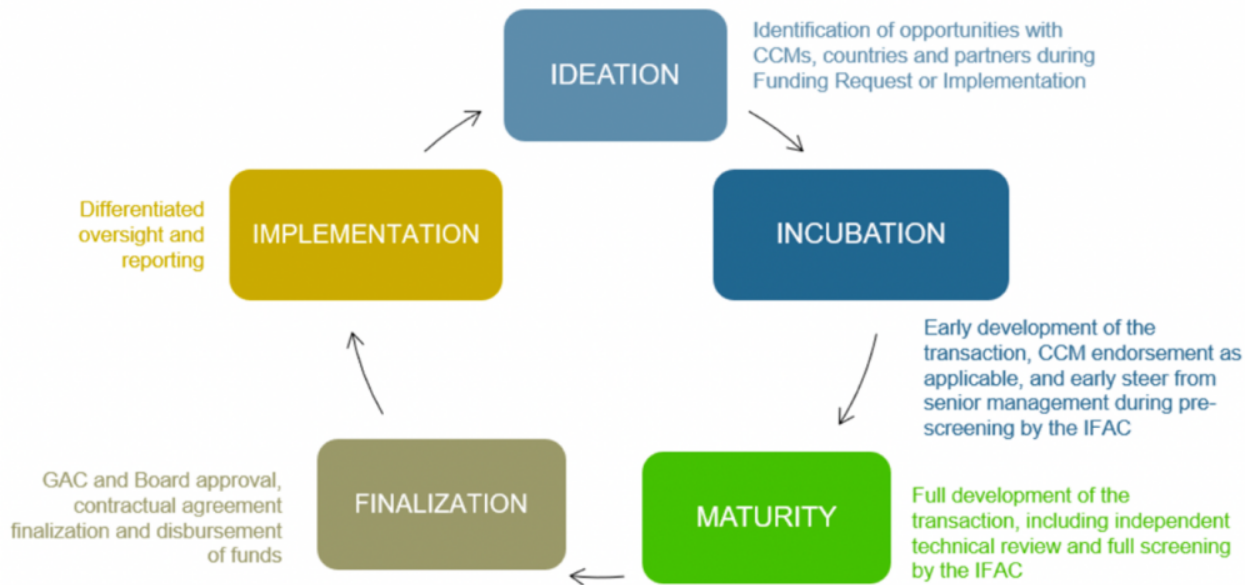 IDEATION
Identification of opportunities with
CCMs, countries and partners during
Funding Request or Implementation
INCUBATION
Early development of the
transaction, CCM endorsement as
applicable, and early steer from
senior management during pre-
screening by the IFAC
MATURITY
Full development of the
transaction, including independent
technical review and full screening
by the IFAC
FINALIZATION
GAC and Board approval,
contractual agreement
finalization and disbursement
of funds
IMPLEMENTATION
Differentiated
oversight and
reporting